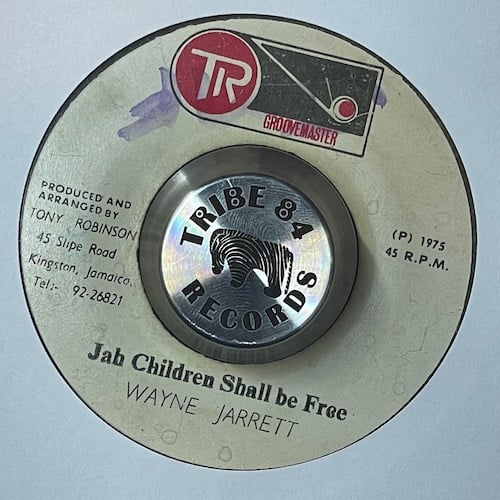 TR
GROOVEMASTER
PRODUCED AND
ARRANGED BY
TONY ROBINSON
45 Slipe Road
Kingston, Jamaica.
Tel:- 92-26821
TRIBE 84
RECORDS
(P) 1975
45 R.P.M.
Jah Children Shall be Free
WAYNE JARRETT